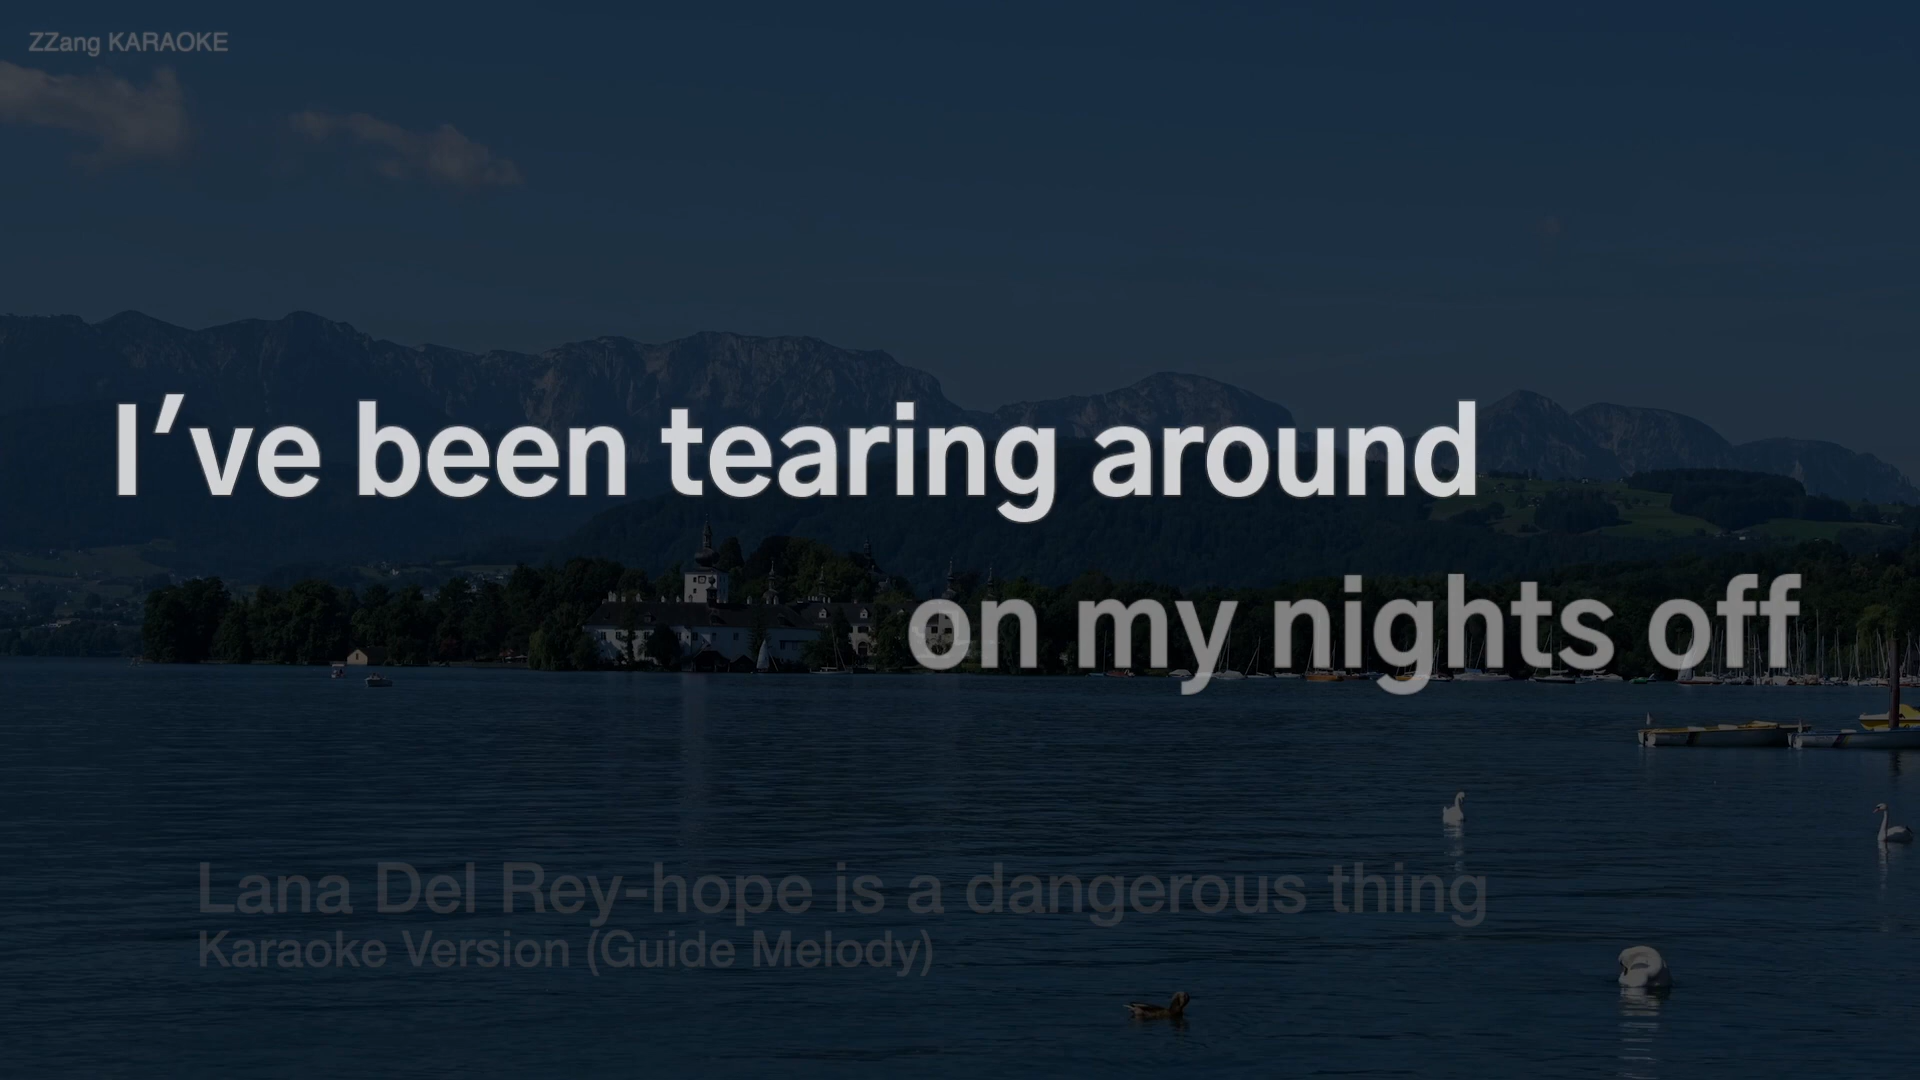 ZZang KARAOKE
I’ve been tearing around
on my nights off
Lana Del Rey-hope is a dangerous thing
Karaoke Version (Guide Melody)